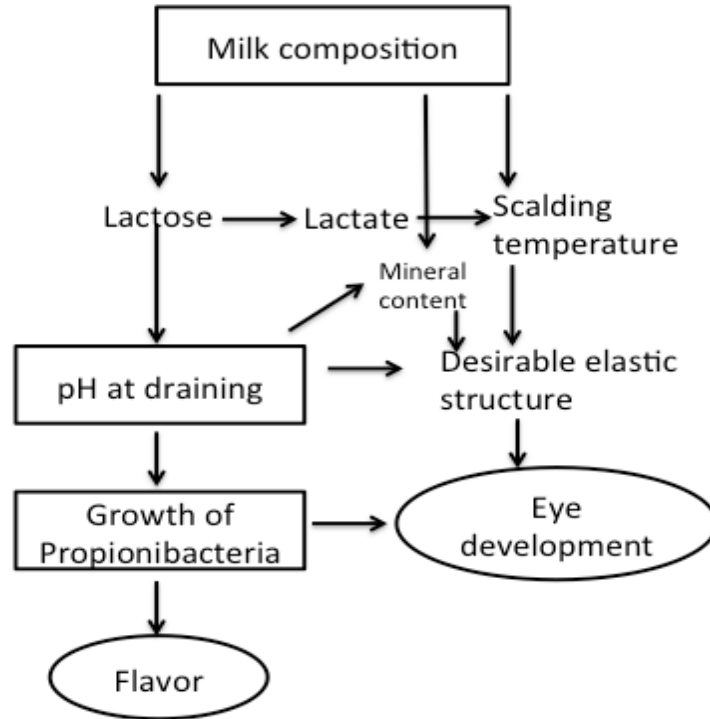 Milk composition
Lactose
Lactate
Scalding
temperature
Mineral
content
pH at draining
Desirable elastic
structure
Growth of
Propionibacteria
Eye
development
Flavor